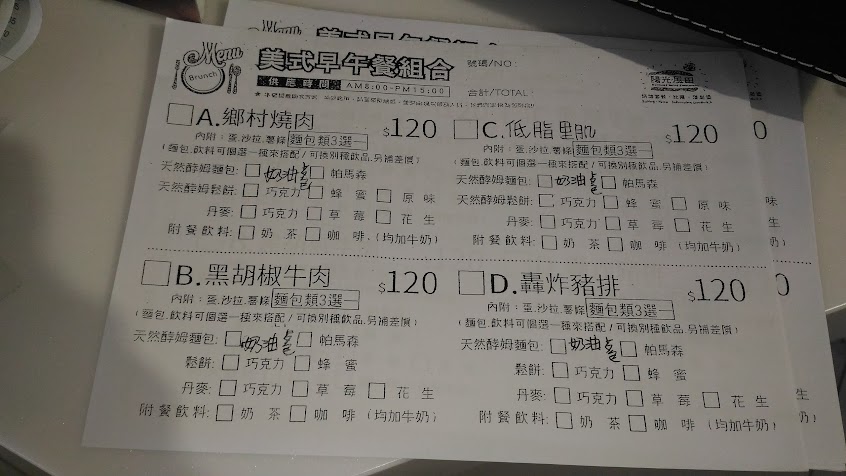 Menu
Brunch
美式早午餐組合
供應時間 AM8:00-PM15:00
號碼/NO:
合計/TOTAL:
陽光風田
A.鄉村燒肉 $120
內附:蛋.沙拉.薯條 麵包類3選一
(麵包.飲料可個選一種來搭配/可換別種飲品.另補差價)
天然酵姆麵包: 奶油 帕馬森
天然酵姆鬆餅: 巧克力 蜂蜜 原味
丹麥: 巧克力 草莓 花生
附餐飲料: 奶茶 咖啡.(均加牛奶)
C.低脂里肌 $120
內附:蛋.沙拉.薯條 麵包類3選一
(麵包.飲料可個選一種來搭配/可換別種飲品.另補差價)
天然酵姆麵包: 奶油 帕馬森
天然酵姆鬆餅: 巧克力 蜂蜜 原味
丹麥: 巧克力 草莓 花生
附餐飲料: 奶茶 咖啡 (均加牛奶)
B.黑胡椒牛肉 $120
內附:蛋.沙拉.薯條 麵包類3選一
(麵包.飲料可個選一種來搭配/可換別種飲品.另補差價)
天然酵姆麵包: 奶油 帕馬森
鬆餅: 巧克力 蜂蜜
丹麥: 巧克力 草莓 花生
附餐飲料: 奶茶 咖啡 (均加牛奶)
D.轟炸豬排 $120
內附:蛋.沙拉.薯條 麵包類3選一
(麵包.飲料可個選一種來搭配/可換別種飲品.另補差價)
天然酵姆麵包: 奶油 帕馬森
鬆餅: 巧克力 蜂蜜
丹麥: 巧克力 草莓 花生
附餐飲料: 奶茶 咖啡 (均加牛奶)